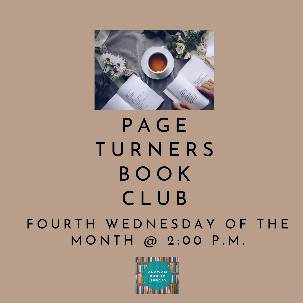 PAGE
TURNERS
BOOK
CLUB
FOURTH WEDNESDAY OF THE
MONTH @ 2:00 P.M.